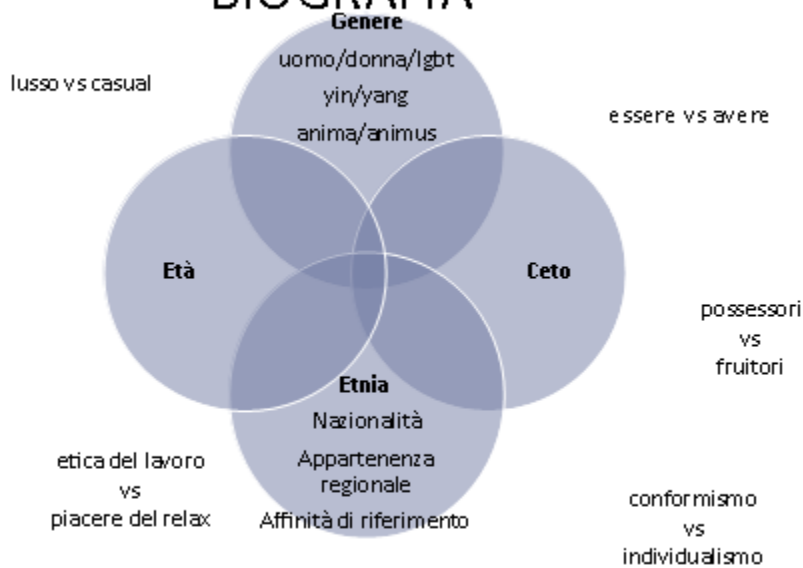 BIOGRAFIA
Genere
uomo/donna/lgbt
yin/yang
anima/animus
lusso vs casual
essere vs avere
Età
Ceto
possessori
vs
fruitori
Etnia
Nazionalità
Appartenenza
regionale
Affinità di riferimento
etica del lavoro
vs
piacere del relax
conformismo
vs
individualismo